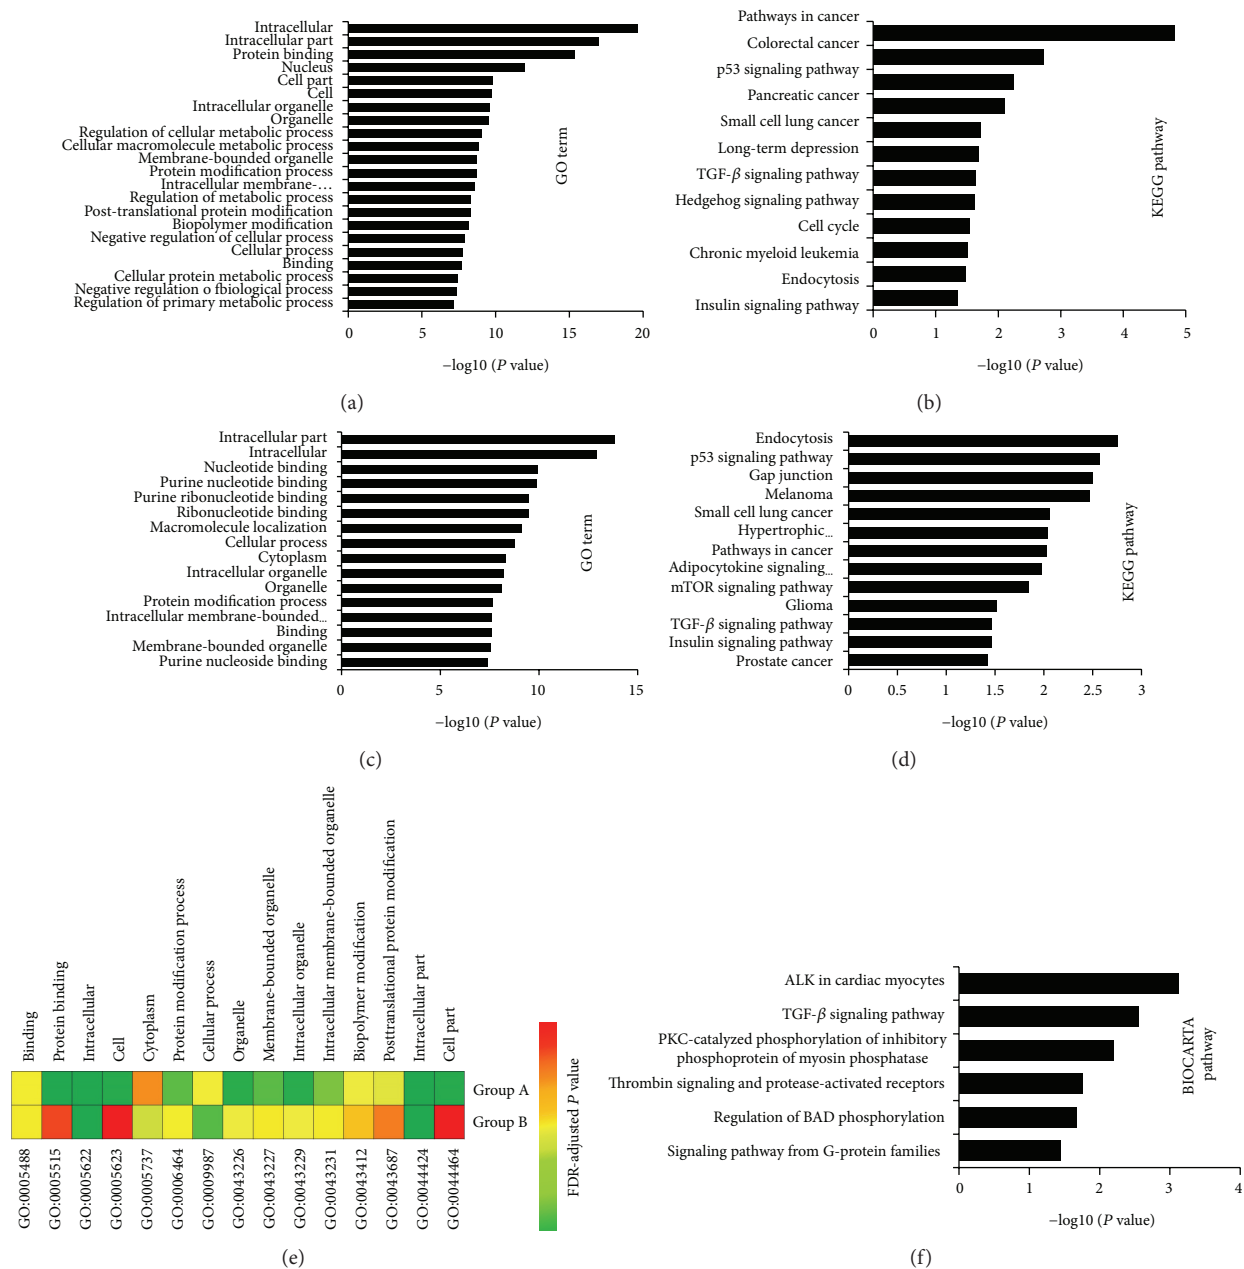 Intracellular
Intracellular part
Protein binding
Nucleus
Cell part
Cell
Intracellular organelle
Organelle
Regulation of cellular metabolic process
Cellular macromolecule metabolic process
Membrane-bounded organelle
Protein modification process
Intracellular membrane-…
Regulation of metabolic process
Post-translational protein modification
Biopolymer modification
Negative regulation of cellular process
Cellular process
Binding
Cellular protein metabolic process
Negative regulation o fbiological process
Regulation of primary metabolic process
GO term
0 5 10 15 20
−log10 (P value)
(a)
Pathways in cancer
Colorectal cancer
p53 signaling pathway
Pancreatic cancer
Small cell lung cancer
Long-term depression
TGF-β signaling pathway
Hedgehog signaling pathway
Cell cycle
Chronic myeloid leukemia
Endocytosis
Insulin signaling pathway
KEGG pathway
0 1 2 3 4 5
−log10 (P value)
(b)
Intracellular part
Intracellular
Nucleotide binding
Purine nucleotide binding
Purine ribonucleotide binding
Ribonucleotide binding
Macromolecule localization
Cellular process
Cytoplasm
Intracellular organelle
Organelle
Protein modification process
Intracellular membrane-bounded...
Binding
Membrane-bounded organelle
Purine nucleoside binding
GO term
0 5 10 15
−log10 (P value)
(c)
Endocytosis
p53 signaling pathway
Gap junction
Melanoma
Small cell lung cancer
Hypertrophic...
Pathways in cancer
Adipocytokine signaling...
mTOR signaling pathway
Glioma
TGF-β signaling pathway
Insulin signaling pathway
Prostate cancer
KEGG pathway
0 0.5 1 1.5 2 2.5 3
−log10 (P value)
(d)
Binding
Protein binding
Intracellular
Cell
Cytoplasm
Protein modification process
Cellular process
Organelle
Membrane-bounded organelle
Intracellular organelle
Intracellular membrane-bounded organelle
Biopolymer modification
Posttranslational protein modification
Intracellular part
Cell part
Group A
Group B
GO:0005488
GO:0005515
GO:0005622
GO:0005623
GO:0005737
GO:0006464
GO:0009987
GO:0043226
GO:0043227
GO:0043229
GO:0043231
GO:0043412
GO:0043687
GO:0044424
GO:0044464
FDR-adjusted P value
(e)
ALK in cardiac myocytes
TGF-β signaling pathway
PKC-catalyzed phosphorylation of inhibitory
phosphoprotein of myosin phosphatase
Thrombin signaling and protease-activated receptors
Regulation of BAD phosphorylation
Signaling pathway from G-protein families
BIOCARTA
pathway
0 1 2 3 4
−log10 (P value)
(f)